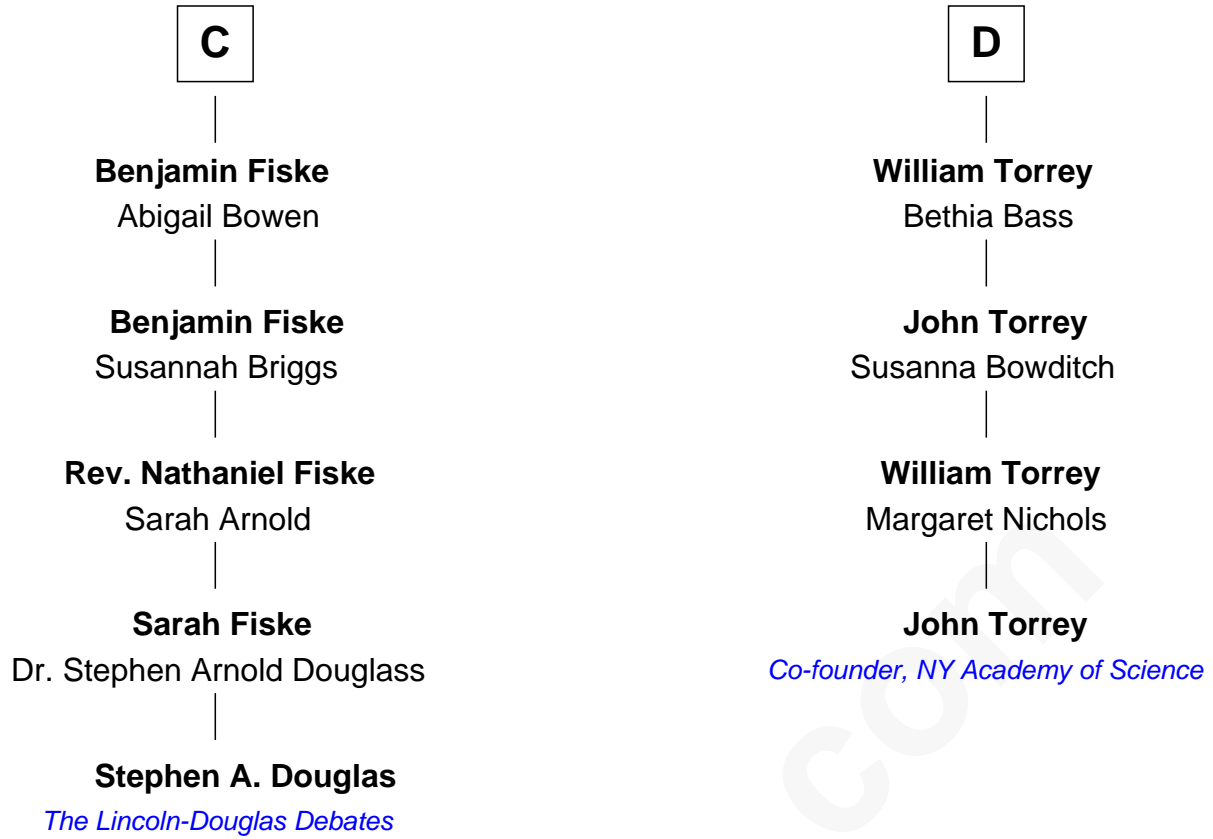 C
Benjamin Fiske
Abigail Bowen
Benjamin Fiske
Susannah Briggs
Rev. Nathaniel Fiske
Sarah Arnold
Sarah Fiske
Dr. Stephen Arnold Douglass
Stephen A. Douglas
The Lincoln-Douglas Debates
D
William Torrey
Bethia Bass
John Torrey
Susanna Bowditch
William Torrey
Margaret Nichols
John Torrey
Co-founder, NY Academy of Science
com